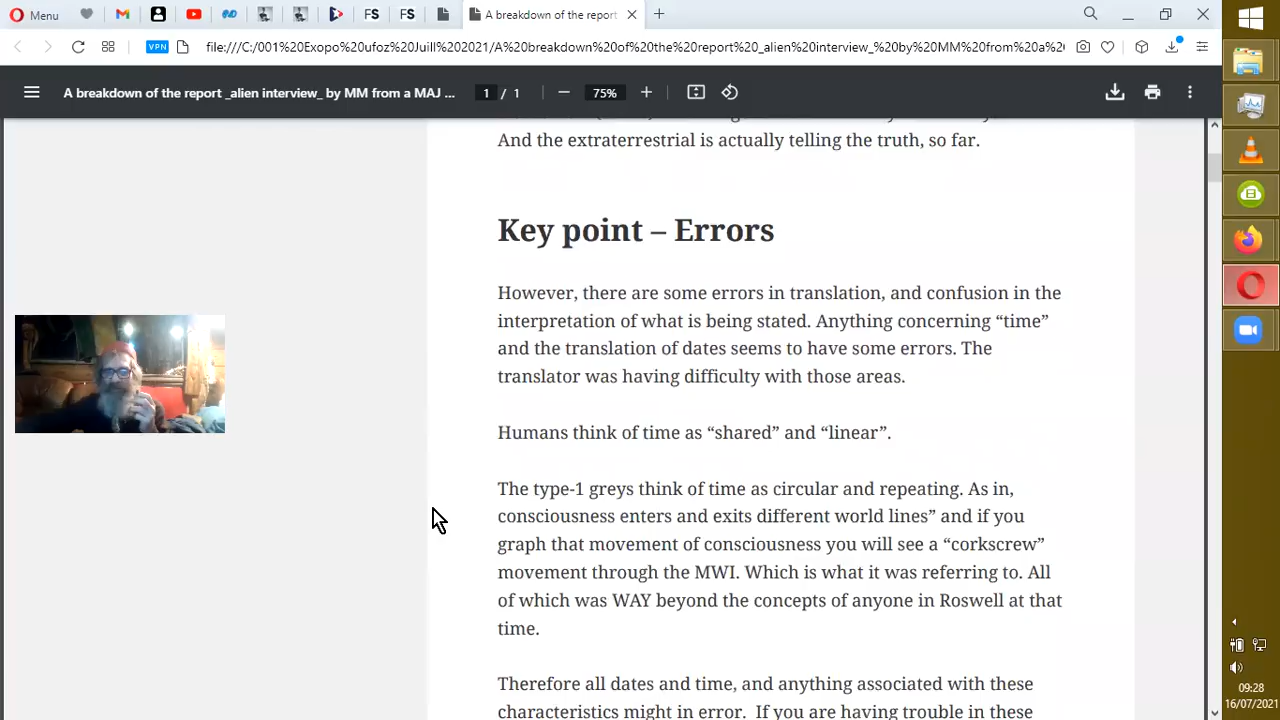 Menu
FS
FS
A breakdown of the report
VPN
file:///C:/001%20Exopo%20ufoz%20Juill%202021/A%20breakdown%20of%20the%20report%20_alien%20interview_%20by%20MM%20from%20a%20
A breakdown of the report _alien interview_ by MM from a MAJ ...
1 / 1
75%
And the extraterrestrial is actually telling the truth, so far.
Key point – Errors
However, there are some errors in translation, and confusion in the
interpretation of what is being stated. Anything concerning “time”
and the translation of dates seems to have some errors. The
translator was having difficulty with those areas.
Humans think of time as “shared” and “linear”.
The type-1 greys think of time as circular and repeating. As in,
consciousness enters and exits different world lines” and if you
graph that movement of consciousness you will see a “corkscrew”
movement through the MWI. Which is what it was referring to. All
of which was WAY beyond the concepts of anyone in Roswell at that
time.
Therefore all dates and time, and anything associated with these
characteristics might in error. If you are having trouble in these
09:28
16/07/2021